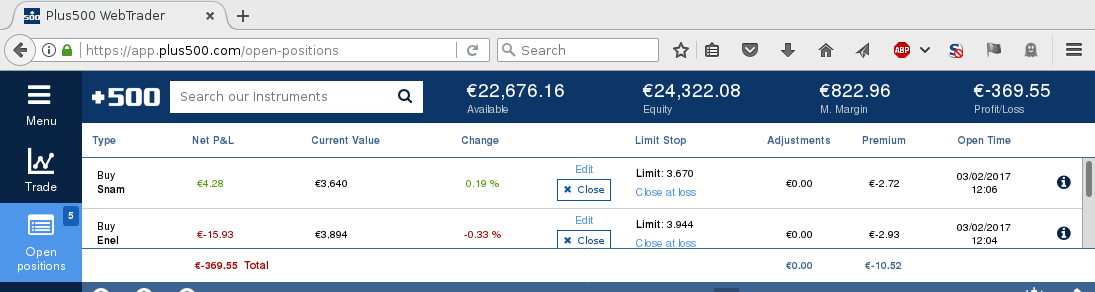 +500 Plus500 WebTrader
https://app.plus500.com/open-positions
Search
ABP
S
Menu
+500
Search our Instruments
€22,676.16
Available
€24,322.08
Equity
€822.96
M. Margin
€-369.55
Profit/Loss
Type Net P&L Current Value Change Limit Stop Adjustments Premium Open Time
Trade
Buy
Snam
€4.28 €3,640 0.19 %
Edit
Close
Limit: 3.670
Close at loss
€0.00 €-2.72
03/02/2017
12:06
5
Open
positions
Buy
Enel
€-15.93 €3,894 -0.33 %
Edit
Close
Limit: 3.944
Close at loss
€0.00 €-2.93
03/02/2017
12:04
€-369.55 Total €0.00 €-10.52